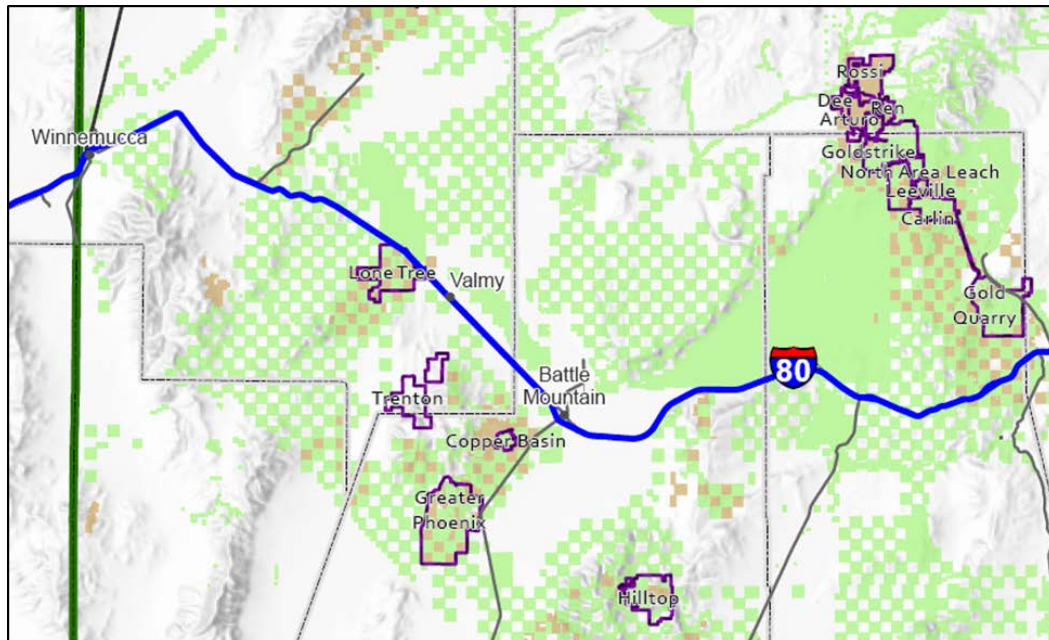 Rossi
Dee
Ren
Arturo
Winnemucca
Goldstrike
North Area Leach
Leeville
Carlin
Lone Tree
Valmy
Gold
Quarry
80
Battle
Mountain
Trenton
Copper Basin
Greater
Phoenix
Hilltop